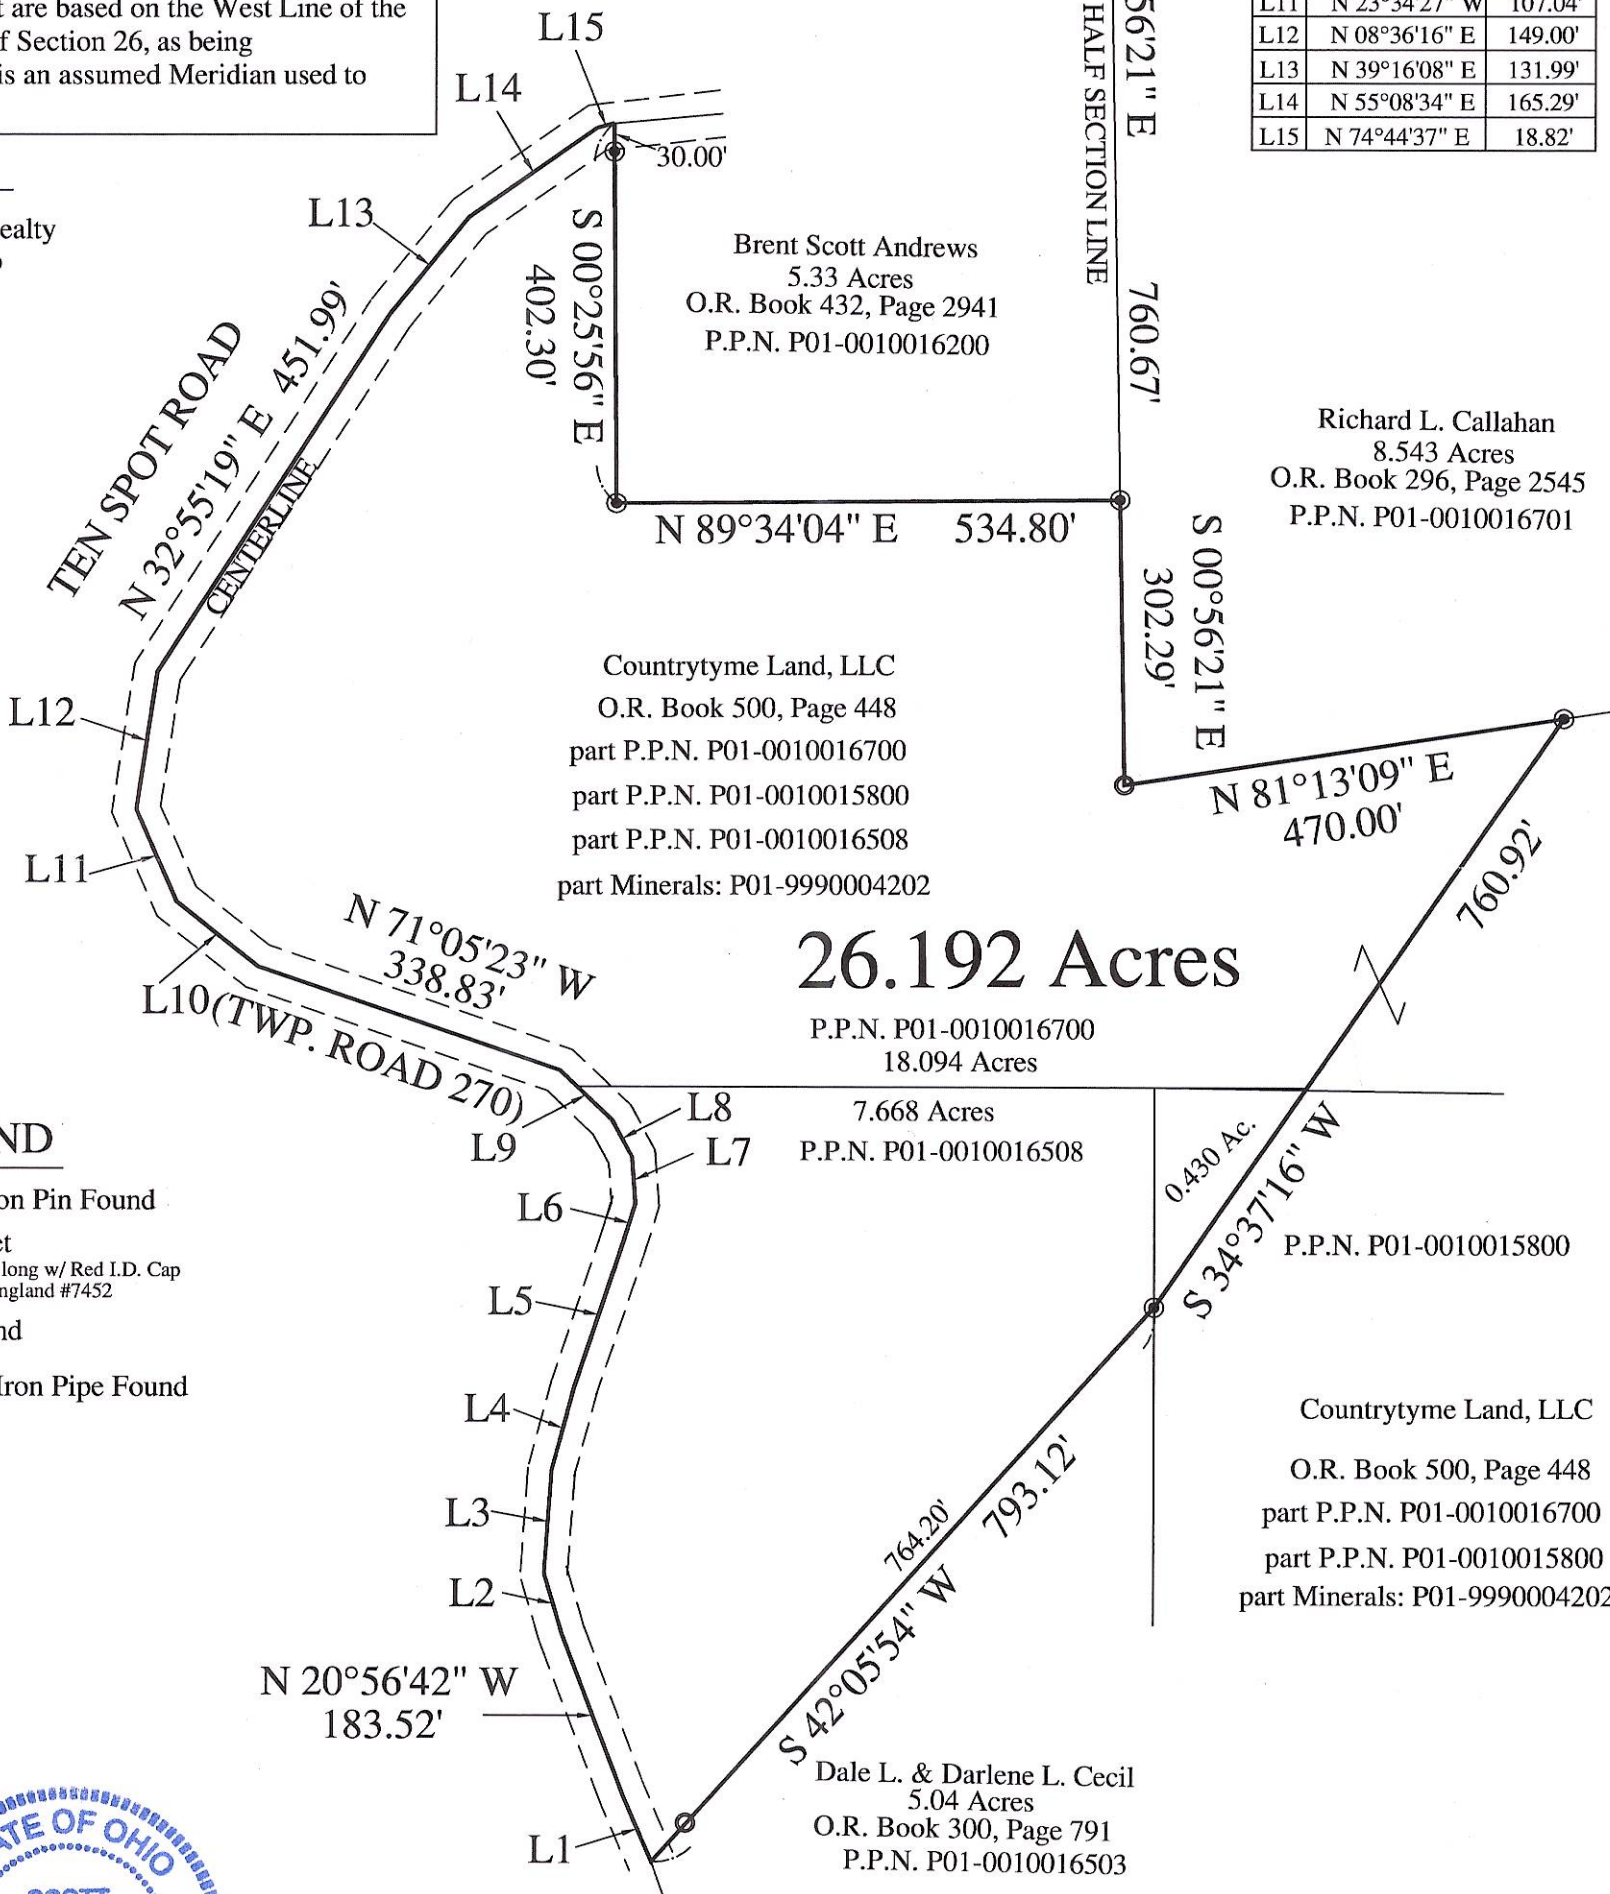 t are based on the West Line of the
f Section 26, as being
is an assumed Meridian used to
L11 N 23°34'27" W 107.04'
L12 N 08°36'16" E 149.00'
L13 N 39°16'08" E 131.99'
L14 N 55°08'34" E 165.29'
L15 N 74°44'37" E 18.82'
L15
L14
30.00'
L13
ealty
56'21" E
HALF SECTION LINE
760.67'
Brent Scott Andrews
5.33 Acres
O.R. Book 432, Page 2941
P.P.N. P01-0010016200
S 00°25'56" E
402.30'
TEN SPOT ROAD
N 32°55'19" E 451.99'
CENTERLINE
N 89°34'04" E 534.80'
Richard L. Callahan
8.543 Acres
O.R. Book 296, Page 2545
P.P.N. P01-0010016701
S 00°56'21" E
302.29'
Countrytyme Land, LLC
O.R. Book 500, Page 448
part P.P.N. P01-0010016700
part P.P.N. P01-0010015800
part P.P.N. P01-0010016508
part Minerals: P01-9990004202
L12
L11
N 81°13'09" E
470.00'
760.92'
N 71°05'23" W
338.83'
26.192 Acres
L10
(TWP. ROAD 270)
P.P.N. P01-0010016700
18.094 Acres
7.668 Acres
P.P.N. P01-0010016508
L8
L9
L7
L6
0.430 Ac.
S 34°37'16" W
P.P.N. P01-0010015800
ND
on Pin Found
et
long w/ Red I.D. Cap
ngland #7452
nd
Iron Pipe Found
L5
L4
L3
L2
Countrytyme Land, LLC
O.R. Book 500, Page 448
part P.P.N. P01-0010016700
part P.P.N. P01-0010015800
part Minerals: P01-9990004202
764.20'
793.12'
S 42°05'54" W
N 20°56'42" W
183.52'
L1
Dale L. & Darlene L. Cecil
5.04 Acres
O.R. Book 300, Page 791
P.P.N. P01-0010016503
ATE OF OHIO